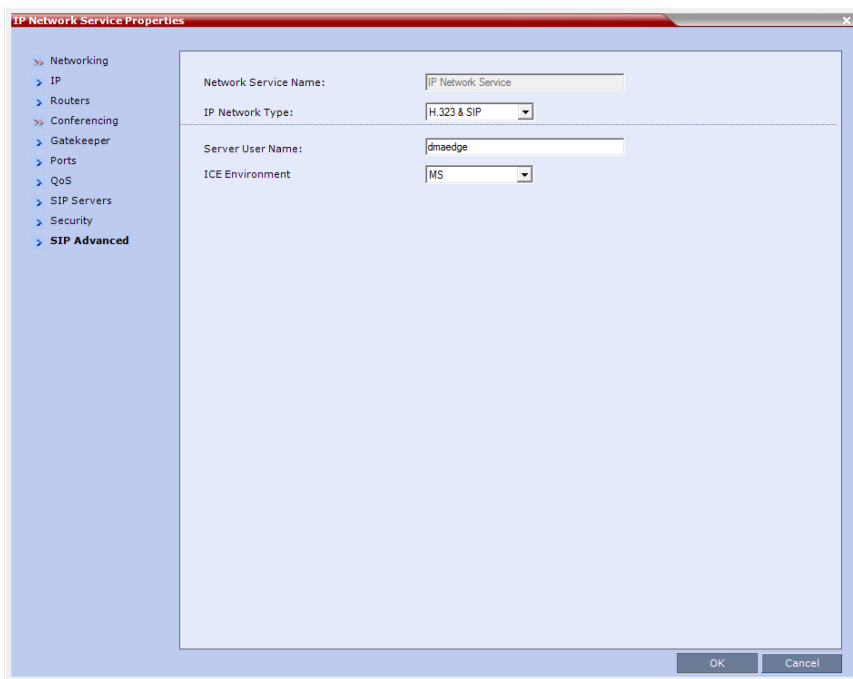 IP Network Service Properties
Networking
IP
Routers
Conferencing
Gatekeeper
Ports
QoS
SIP Servers
Security
SIP Advanced
Network Service Name: IP Network Service
IP Network Type: H.323 & SIP
Server User Name: dmaedge
ICE Environment MS
OK Cancel